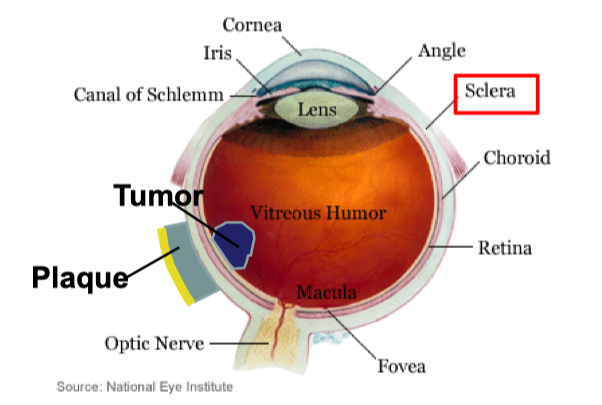 Cornea
Iris
Angle
Canal of Schlemm
Sclera
Lens
Choroid
Tumor
Vitreous Humor
Retina
Plaque
Macula
Optic Nerve
Fovea
Source: National Eye Institute